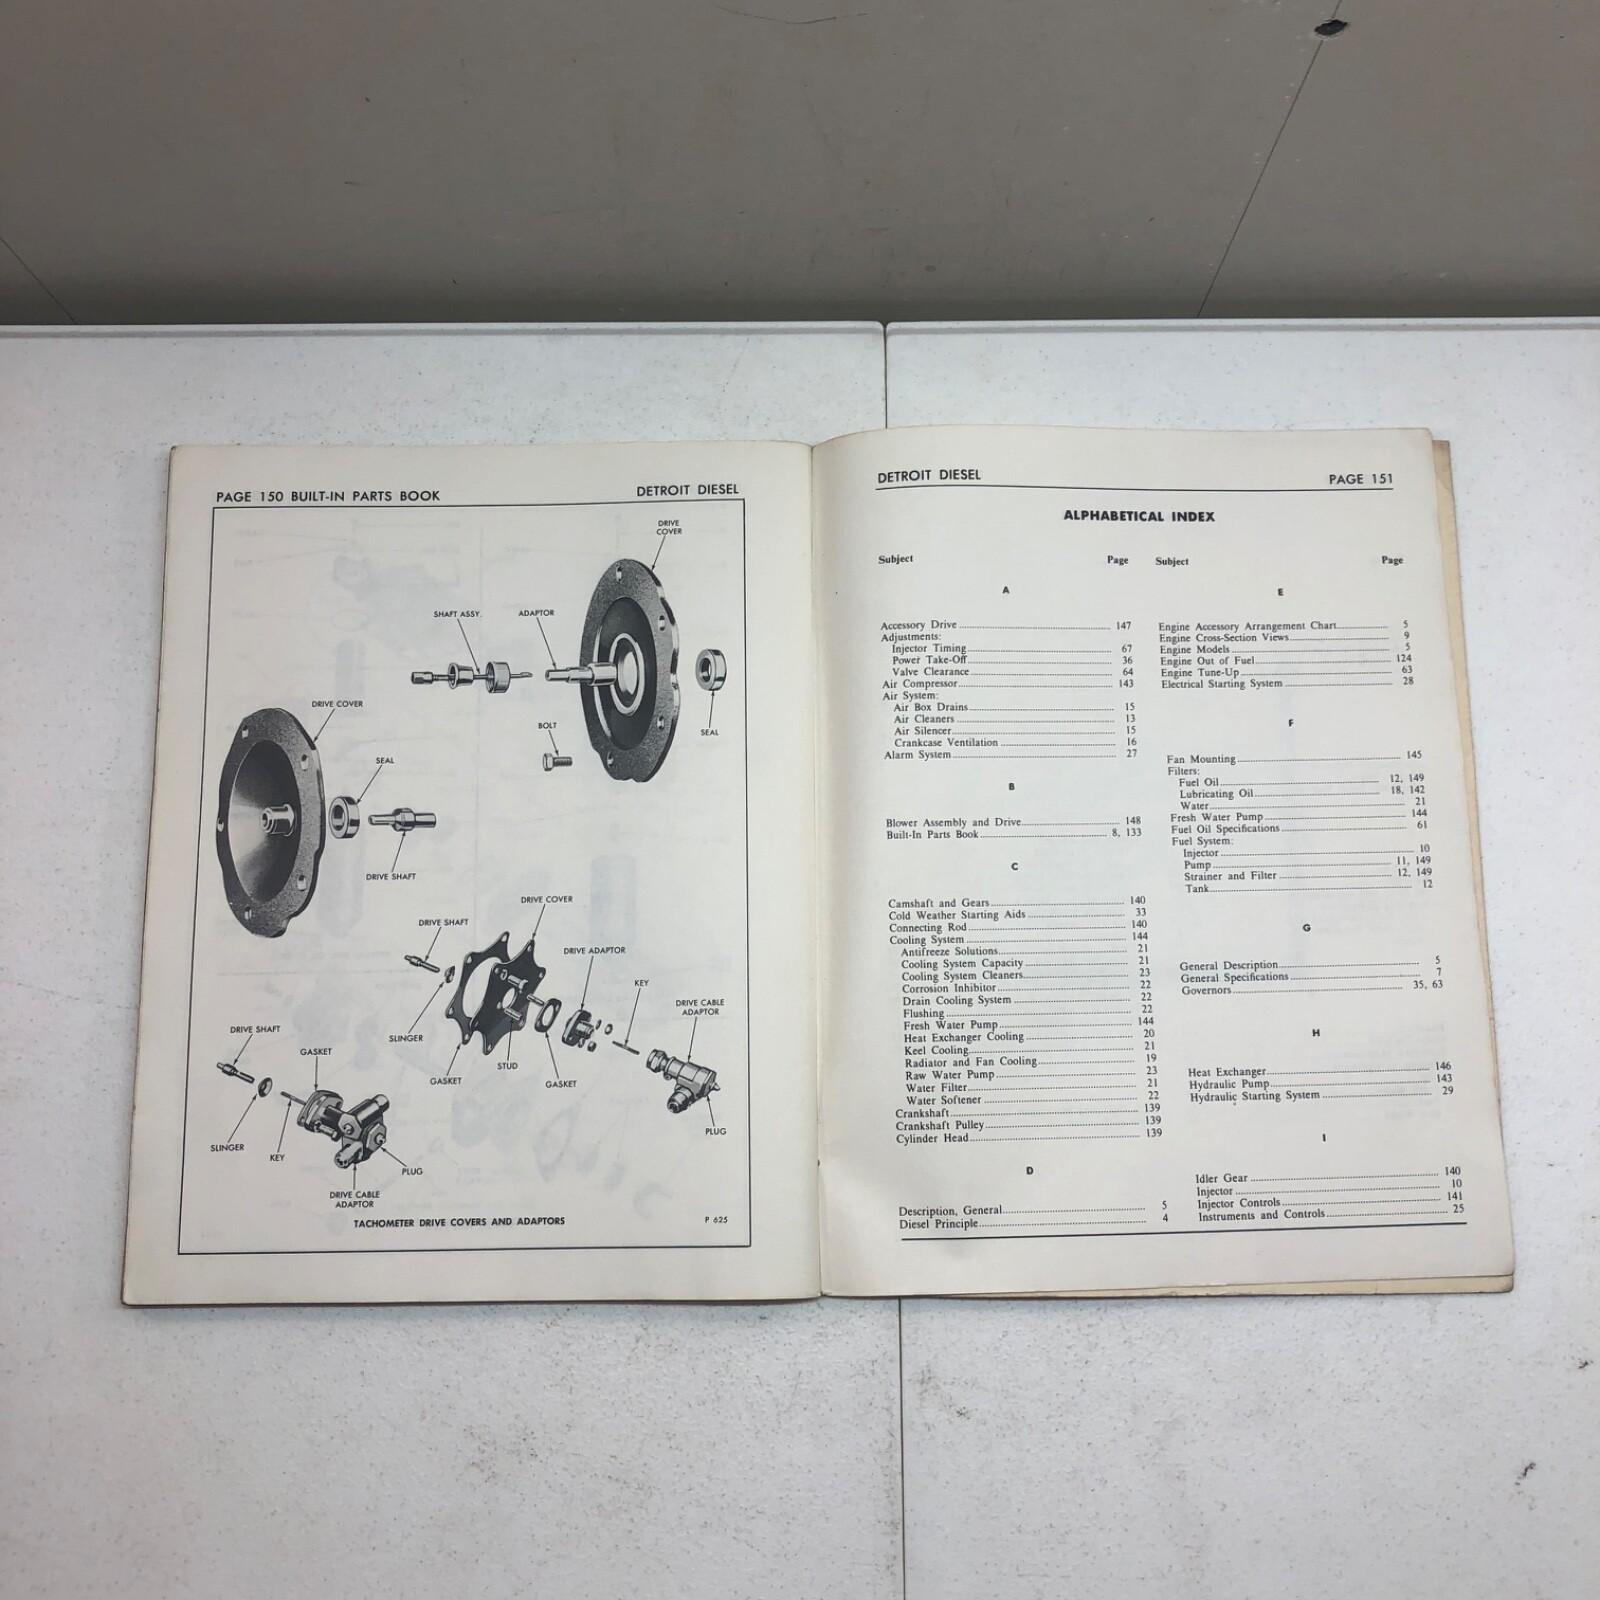 PAGE 150 BUILT-IN PARTS BOOK
DETROIT DIESEL
DRIVE
COVER
SHAFT ASSY.
ADAPTOR
SEAL
BOLT
DRIVE COVER
SEAL
DRIVE SHAFT
DRIVE COVER
DRIVE SHAFT
DRIVE ADAPTOR
KEY
DRIVE CABLE
ADAPTOR
SLINGER
GASKET
STUD
GASKET
PLUG
DRIVE SHAFT
GASKET
SLINGER
KEY
PLUG
DRIVE CABLE
ADAPTOR
TACHOMETER DRIVE COVERS AND ADAPTORS
P 625
DETROIT DIESEL
PAGE 151
ALPHABETICAL INDEX
Subject Page
A
Accessory Drive 147
Adjustments:
Injector Timing 67
Power Take-Off 36
Valve Clearance 64
Air Compressor 143
Air System:
Air Box Drains 15
Air Cleaners 13
Air Silencer 15
Crankcase Ventilation 16
Alarm System 27
B
Blower Assembly and Drive 148
Built-In Parts Book 8, 133
C
Camshaft and Gears 140
Cold Weather Starting Aids 33
Connecting Rod 140
Cooling System 144
Antifreeze Solutions 21
Cooling System Capacity 21
Cooling System Cleaners 23
Corrosion Inhibitor 22
Drain Cooling System 22
Flushing 22
Fresh Water Pump 144
Heat Exchanger Cooling 20
Keel Cooling 21
Radiator and Fan Cooling 19
Raw Water Pump 23
Water Filter 21
Water Softener 22
Crankshaft 139
Crankshaft Pulley 139
Cylinder Head 139
D
Description, General 5
Diesel Principle 4
Subject Page
E
Engine Accessory Arrangement Chart 5
Engine Cross-Section Views 9
Engine Models 5
Engine Out of Fuel 124
Engine Tune-Up 63
Electrical Starting System 28
F
Fan Mounting 145
Filters:
Fuel Oil 12, 149
Lubricating Oil 18, 142
Water 21
Fresh Water Pump 144
Fuel Oil Specifications 61
Fuel System:
Injector 10
Pump 11, 149
Strainer and Filter 12, 149
Tank 12
G
General Description 5
General Specifications 7
Governors 35, 63
H
Heat Exchanger 146
Hydraulic Pump 143
Hydraulic Starting System 29
I
Idler Gear 140
Injector 10
Injector Controls 141
Instruments and Controls 25